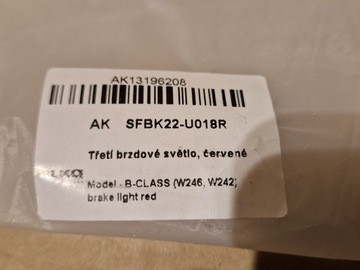 AK13196208
AK SFBK22-U018R
Třetí brzdové světlo, červené
Model - B-CLASS (W246, W242)
brake light red